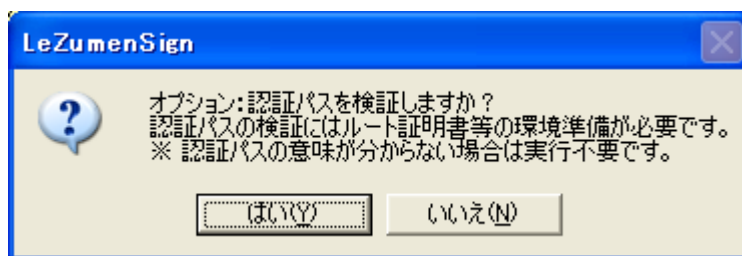 LeZumenSign
オプション：認証パスを検証しますか？
認証パスの検証にはルート証明書等の環境準備が必要です。
※ 認証パスの意味が分からない場合は実行不要です。
はい(Y)
いいえ(N)